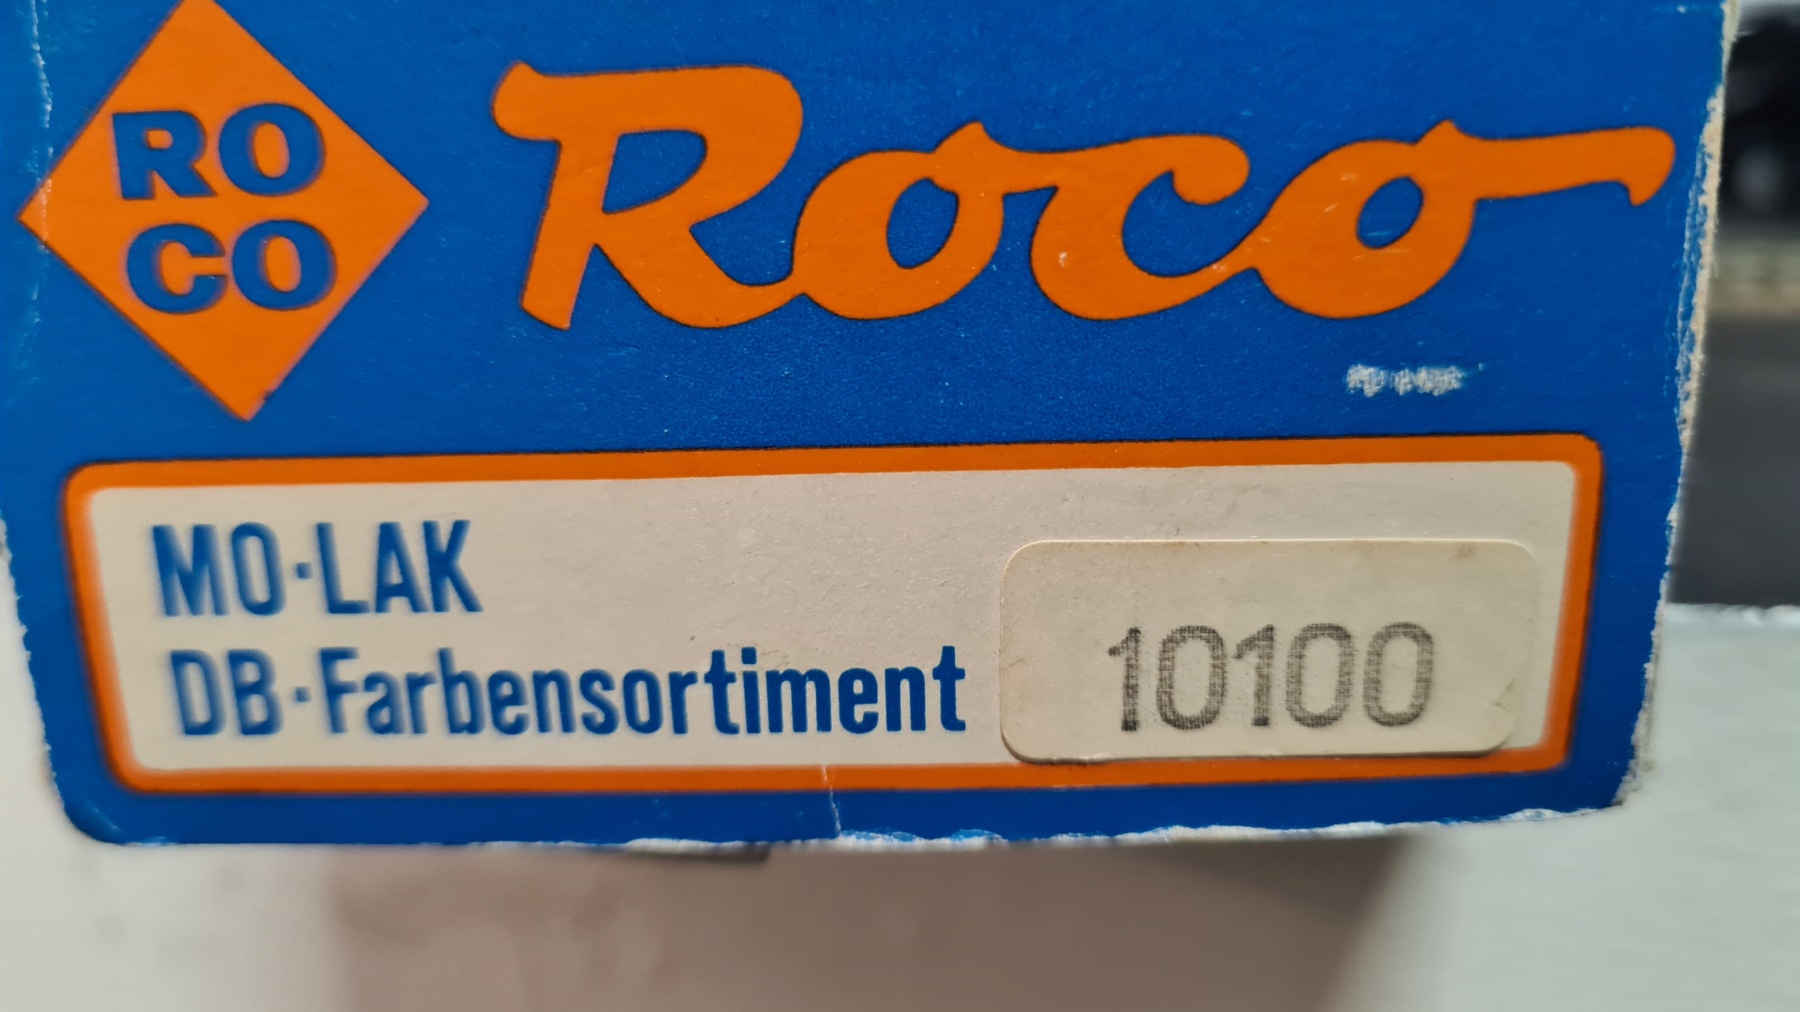 RO
CO
Roco
MO·LAK
DB·Farbensortiment
10100